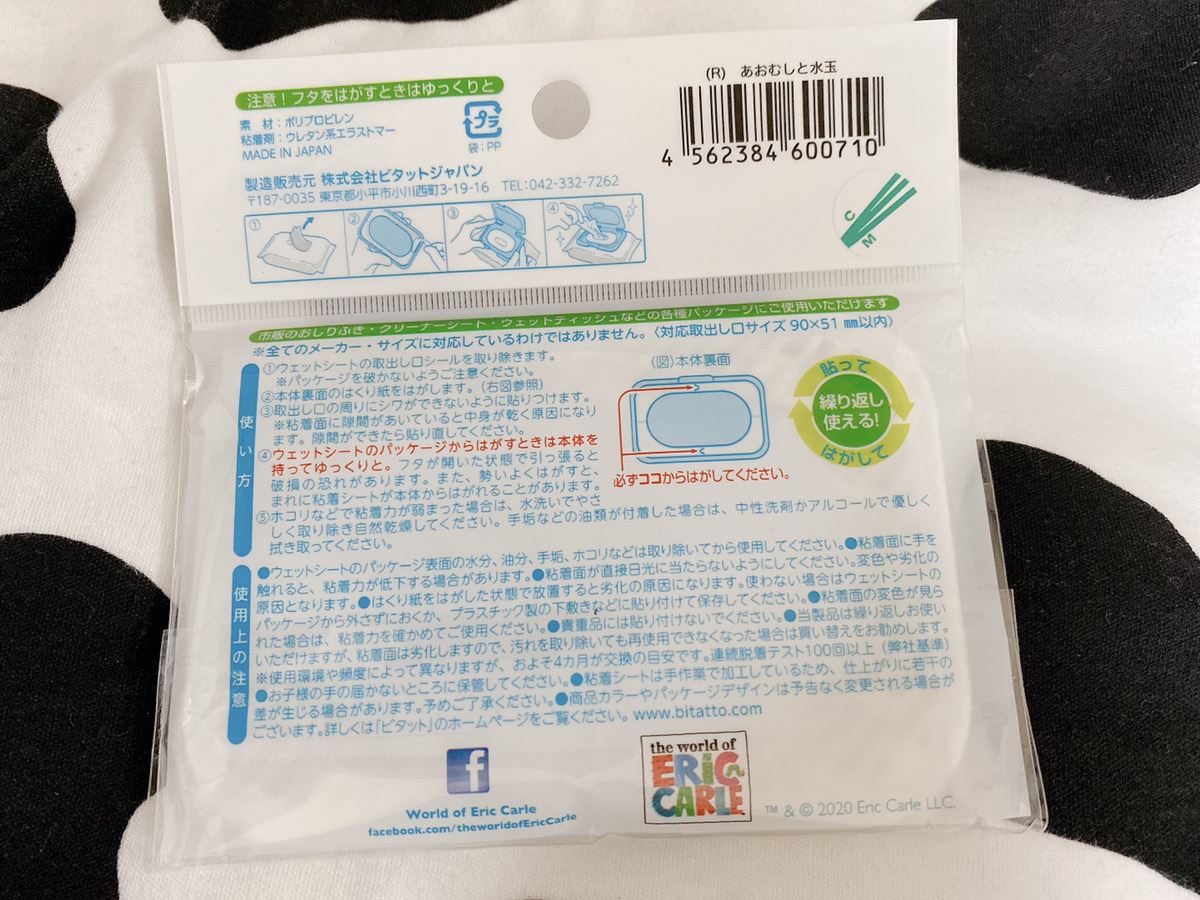 注意！フタをはがすときはゆっくりと
素　材：ポリプロピレン
粘着剤：ウレタン系エラストマー
MADE IN JAPAN
プラ
袋：PP
製造販売元 株式会社ビタットジャパン
〒187-0035 東京都小平市小川西町3-19-16　TEL：042-332-7262
① ② ③ ④
(R)　あおむしと水玉
4 562384 600710
C
M
市販のおしりふき・クリーナーシート・ウェットティッシュなどの各種パッケージにご使用いただけます
※全てのメーカー・サイズに対応しているわけではありません。〈対応取出し口サイズ 90×51 ㎜以内〉
使い方
①ウェットシートの取出し口シールを取り除きます。
※パッケージを破かないようご注意ください。
②本体裏面のはくり紙をはがします。（右図参照）
③取出し口の周りにシワができないように貼りつけます。
※粘着面に隙間があいていると中身が乾く原因になり
ます。隙間ができたら貼り直してください。
④ウェットシートのパッケージからはがすときは本体を
持ってゆっくりと。フタが開いた状態で引っ張ると
破損の恐れがあります。また、勢いよくはがすと、
まれに粘着シートが本体からはがれることがあります。
⑤ホコリなどで粘着力が弱まった場合は、水洗いでやさ
しく取り除き自然乾燥してください。手垢などの油類が付着した場合は、中性洗剤かアルコールで優しく
拭き取ってください。
(図)本体裏面
必ずココからはがしてください。
貼って
繰り返し
使える！
はがして
使用上の注意
●ウェットシートのパッケージ表面の水分、油分、手垢、ホコリなどは取り除いてから使用してください。●粘着面に手を
触れると、粘着力が低下する場合があります。●粘着面が直接日光に当たらないようにしてください。変色や劣化の
原因となります。●はくり紙をはがした状態で放置すると劣化の原因になります。使わない場合はウェットシートの
パッケージから外さずにおくか、プラスチック製の下敷きなどに貼り付けて保存してください。●粘着面の変色が見ら
れた場合は、粘着力を確かめてご使用ください。●貴重品には貼り付けないでください。●当製品は繰り返しお使い
いただけますが、粘着面は劣化しますので、汚れを取り除いても再使用できなくなった場合は買い替えをお勧めします。
※使用環境や頻度によって異なりますが、およそ4カ月が交換の目安です。連続脱着テスト100回以上（弊社基準）
●お子様の手の届かないところに保管してください。●粘着シートは手作業で加工しているため、仕上がりに若干の
差が生じる場合があります。予めご了承ください。●商品カラーやパッケージデザインは予告なく変更される場合が
ございます。詳しくは「ビタット」のホームページをご覧ください。www.bitatto.com
f
World of Eric Carle
facebook.com/theworldofEricCarle
the world of
ERIC
CARLE
™ & © 2020 Eric Carle LLC.